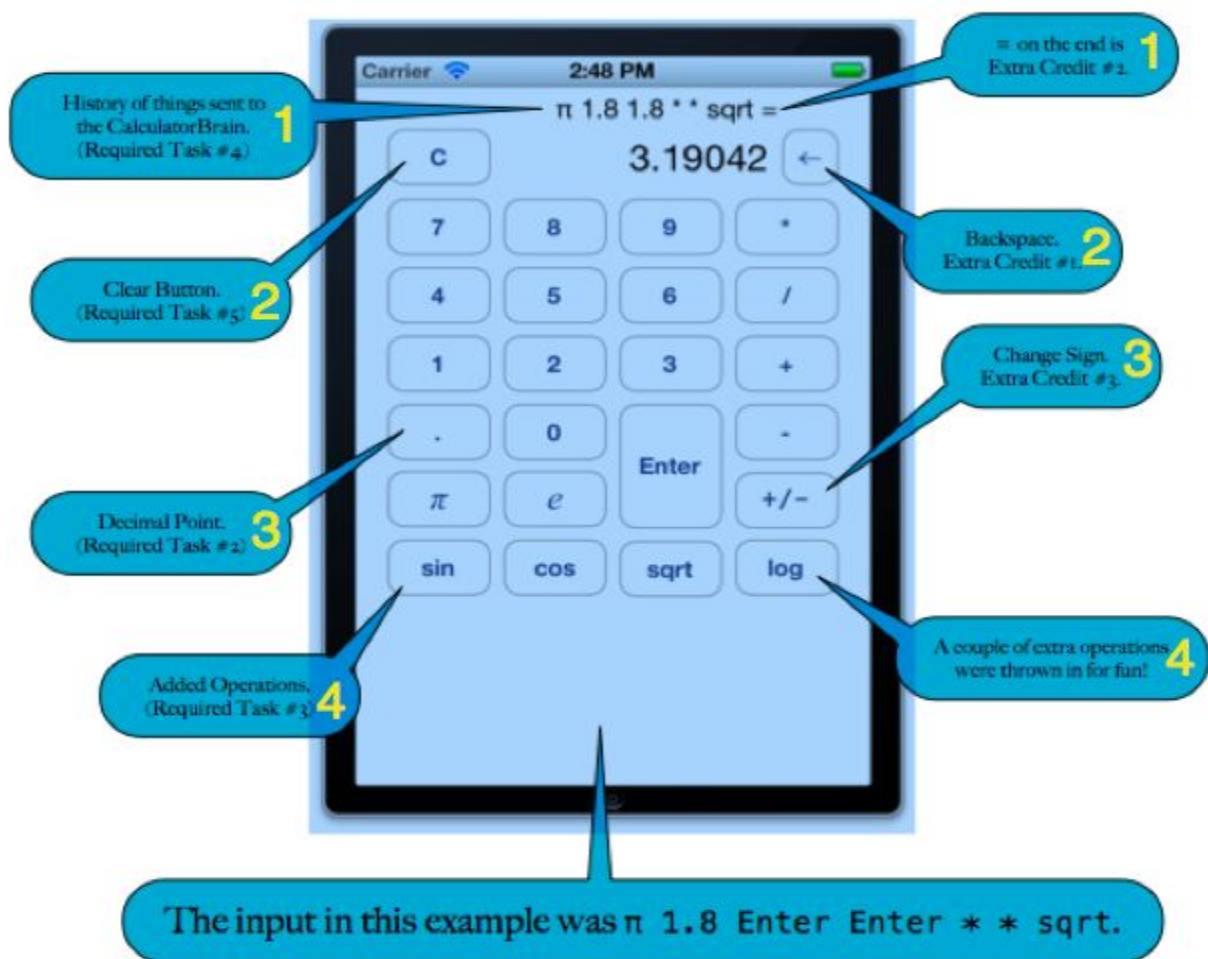 Carrier 2:48 PM
π 1.8 1.8 * * sqrt =
= on the end is
Extra Credit #2.
1
History of things sent to
the CalculatorBrain.
(Required Task #4)
1
C 3.19042 ←
7 8 9 *
Backspace.
Extra Credit #1.
2
Clear Button.
(Required Task #5)
2
4 5 6 /
1 2 3 +
Change Sign.
Extra Credit #3.
3
. 0 Enter -
π e +/-
Decimal Point.
(Required Task #2)
3
sin cos sqrt log
A couple of extra operations
were thrown in for fun!
4
Added Operations.
(Required Task #3)
4
The input in this example was π 1.8 Enter Enter * * sqrt.